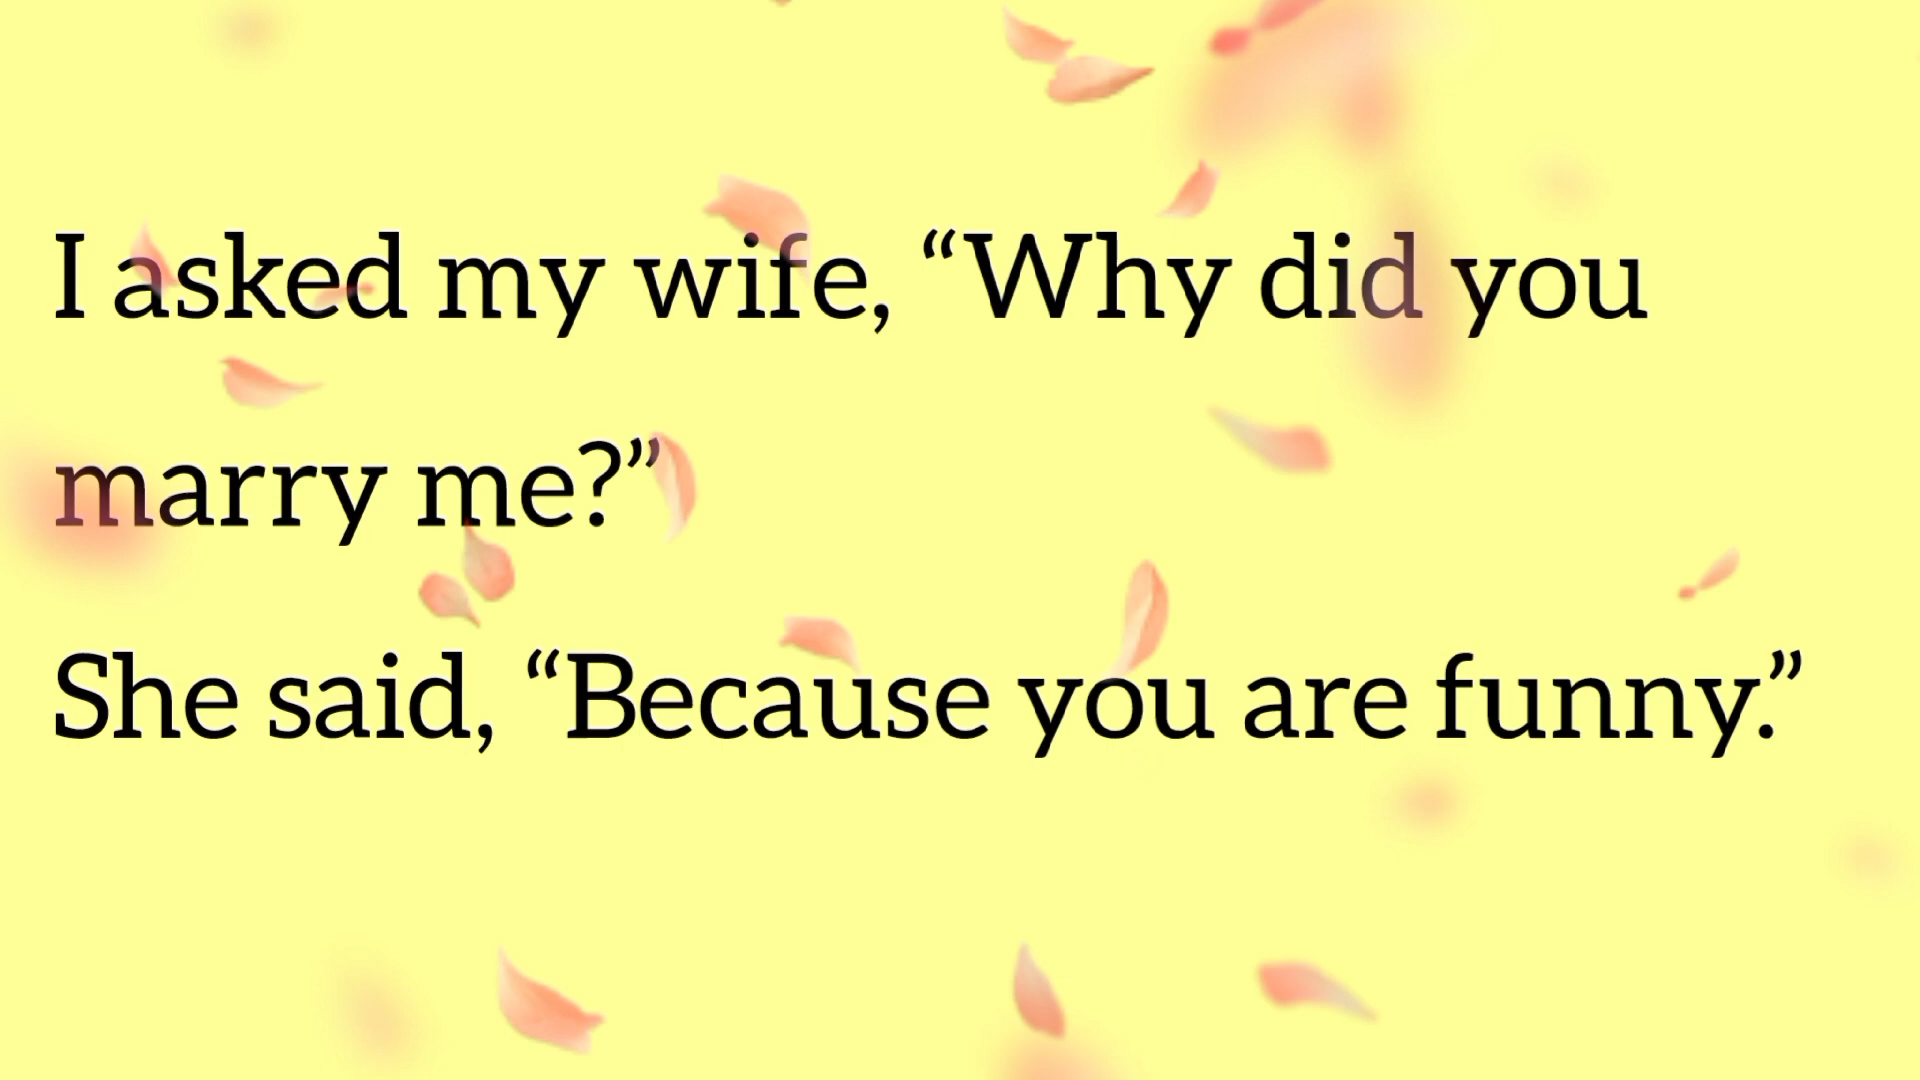 I asked my wife, “Why did you
marry me?”
She said, “Because you are funny.”